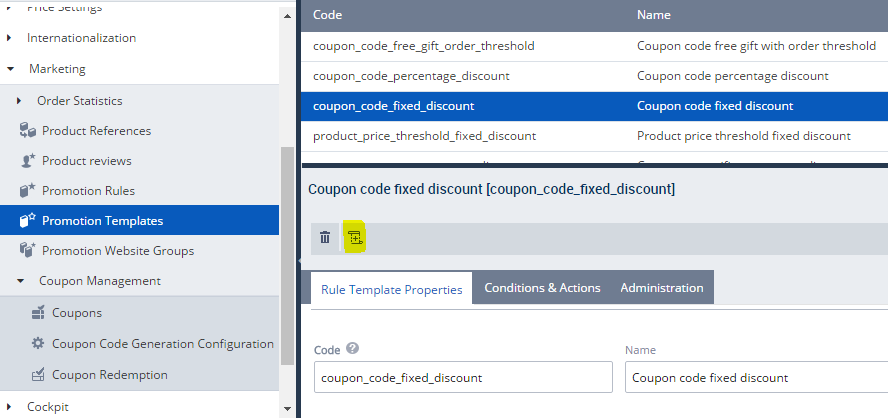 Price Settings
Internationalization
Marketing
Order Statistics
Product References
Product reviews
Promotion Rules
Promotion Templates
Promotion Website Groups
Coupon Management
Coupons
Coupon Code Generation Configuration
Coupon Redemption
Cockpit
Code Name
coupon_code_free_gift_order_threshold Coupon code free gift with order threshold
coupon_code_percentage_discount Coupon code percentage discount
coupon_code_fixed_discount Coupon code fixed discount
product_price_threshold_fixed_discount Product price threshold fixed discount
Coupon code fixed discount [coupon_code_fixed_discount]
Rule Template Properties Conditions & Actions Administration
Code ? Name
coupon_code_fixed_discount Coupon code fixed discount